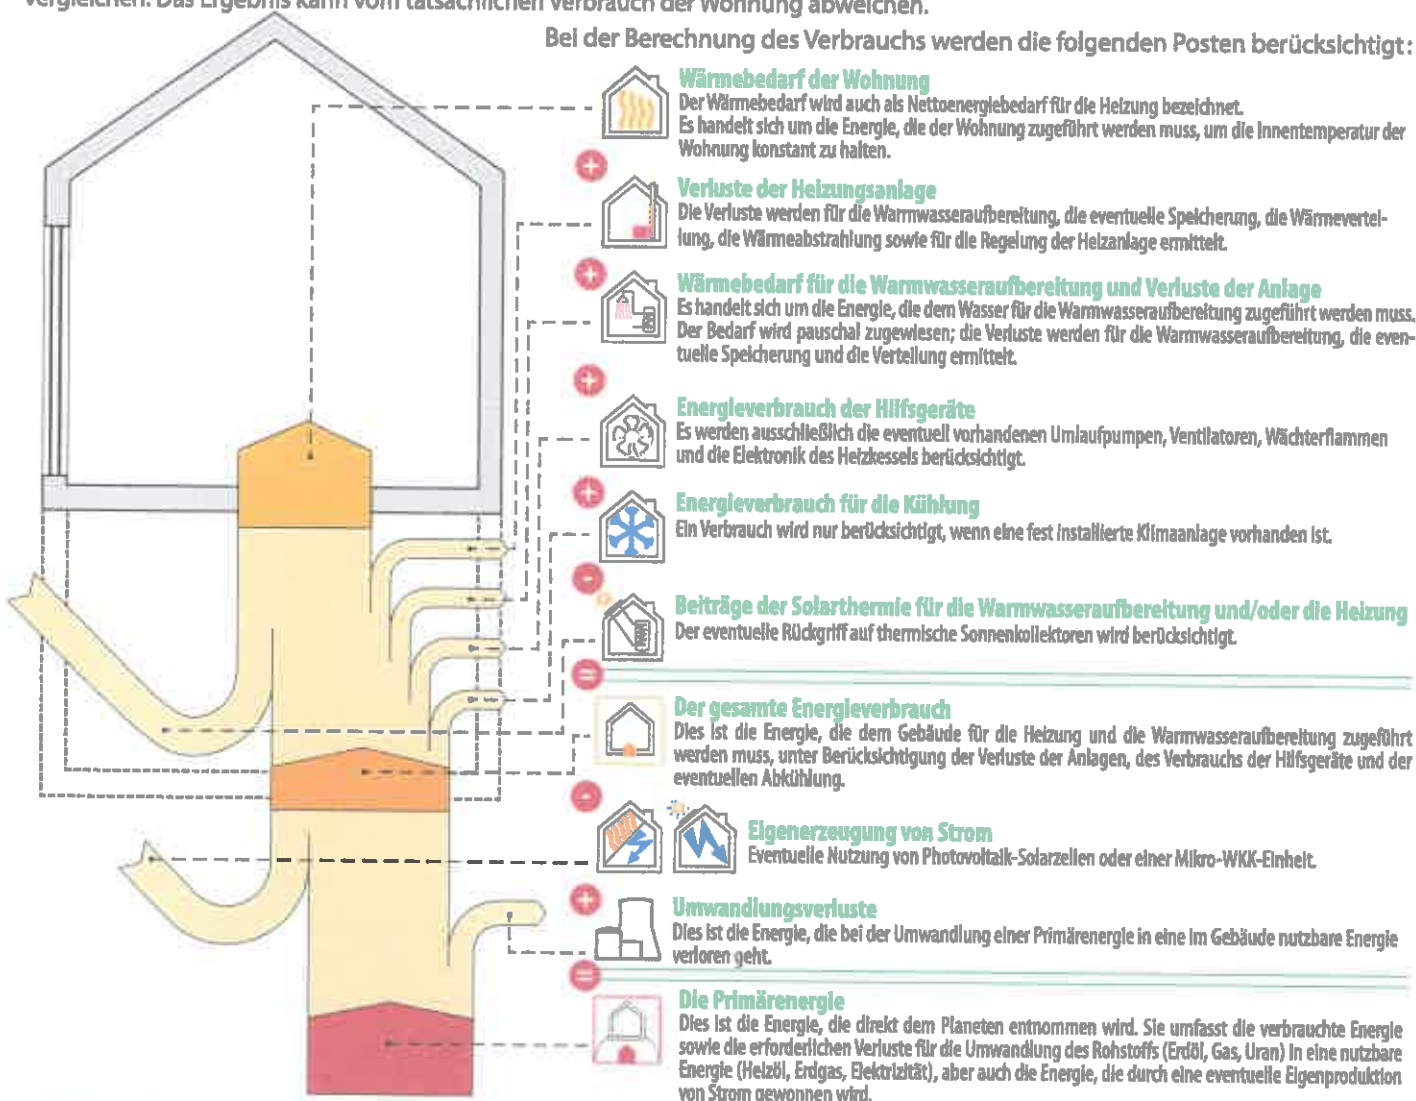 vergleichen. Das Ergebnis kann vom tatsächlichen Verbrauch der Wohnung abweichen.
Bei der Berechnung des Verbrauchs werden die folgenden Posten berücksichtigt:
Wärmebedarf der Wohnung
Der Wärmebedarf wird auch als Nettoenergiebedarf für die Heizung bezeichnet.
Es handelt sich um die Energie, die der Wohnung zugeführt werden muss, um die Innentemperatur der
Wohnung konstant zu halten.
+
Verluste der Heizungsanlage
Die Verluste werden für die Warmwasseraufbereitung, die eventuelle Speicherung, die Wärmevertei-
lung, die Wärmeabstrahlung sowie für die Regelung der Heizanlage ermittelt.
+
Wärmebedarf für die Warmwasseraufbereitung und Verluste der Anlage
Es handelt sich um die Energie, die dem Wasser für die Warmwasseraufbereitung zugeführt werden muss.
Der Bedarf wird pauschal zugewiesen; die Verluste werden für die Warmwasseraufbereitung, die even-
tuelle Speicherung und die Verteilung ermittelt.
+
Energieverbrauch der Hilfsgeräte
Es werden ausschließlich die eventuell vorhandenen Umlaufpumpen, Ventilatoren, Wächterflammen
und die Elektronik des Heizkessels berücksichtigt.
+
Energieverbrauch für die Kühlung
Ein Verbrauch wird nur berücksichtigt, wenn eine fest installierte Klimaanlage vorhanden ist.
-
Beiträge der Solarthermie für die Warmwasseraufbereitung und/oder die Heizung
Der eventuelle Rückgriff auf thermische Sonnenkollektoren wird berücksichtigt.
=
Der gesamte Energieverbrauch
Dies ist die Energie, die dem Gebäude für die Heizung und die Warmwasseraufbereitung zugeführt
werden muss, unter Berücksichtigung der Verluste der Anlagen, des Verbrauchs der Hilfsgeräte und der
eventuellen Abkühlung.
-
Eigenerzeugung von Strom
Eventuelle Nutzung von Photovoltaik-Solarzellen oder einer Mikro-WKK-Einheit.
+
Umwandlungsverluste
Dies ist die Energie, die bei der Umwandlung einer Primärenergie in eine im Gebäude nutzbare Energie
verloren geht.
=
Die Primärenergie
Dies ist die Energie, die direkt dem Planeten entnommen wird. Sie umfasst die verbrauchte Energie
sowie die erforderlichen Verluste für die Umwandlung des Rohstoffs (Erdöl, Gas, Uran) in eine nutzbare
Energie (Heizöl, Erdgas, Elektrizität), aber auch die Energie, die durch eine eventuelle Eigenproduktion
von Strom gewonnen wird.